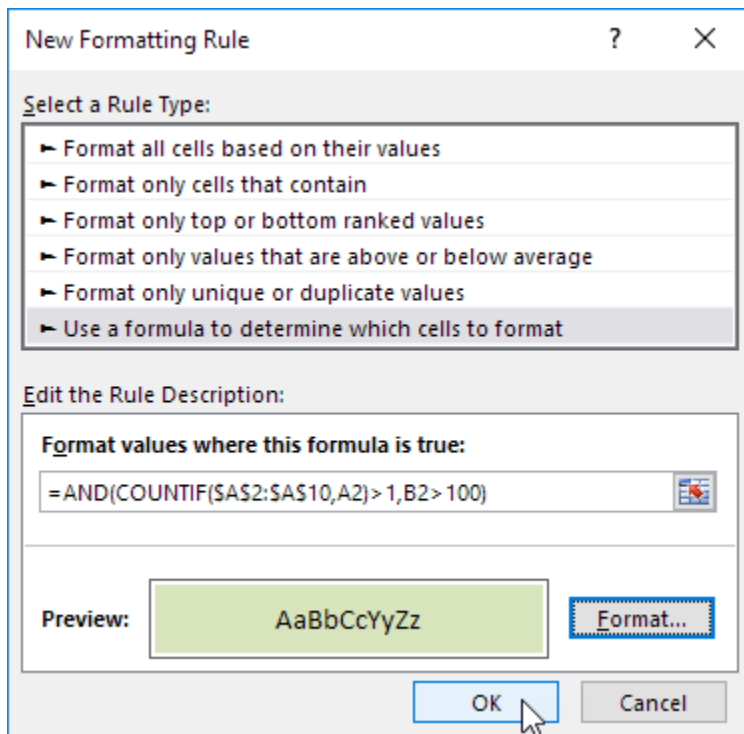 New Formatting Rule ?
Select a Rule Type:
► Format all cells based on their values
► Format only cells that contain
► Format only top or bottom ranked values
► Format only values that are above or below average
► Format only unique or duplicate values
► Use a formula to determine which cells to format
Edit the Rule Description:
Format values where this formula is true:
=AND(COUNTIF($A$2:$A$10,A2)>1,B2>100)
Preview: AaBbCcYyZz Format...
OK Cancel